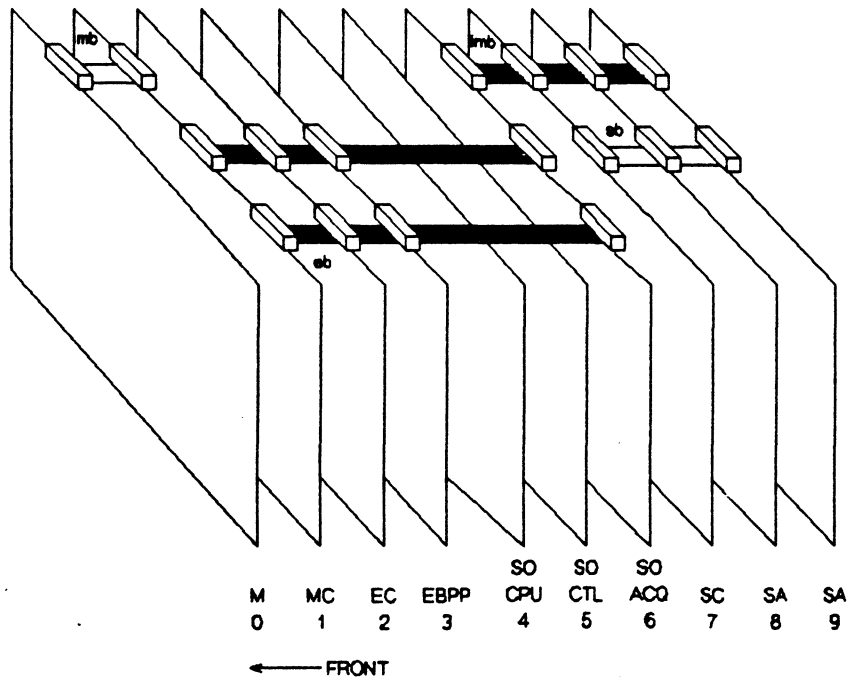 mb
limb
sb
eb
SO SO SO
M MC EC EBPP CPU CTL ACQ SC SA SA
0 1 2 3 4 5 6 7 8 9
FRONT